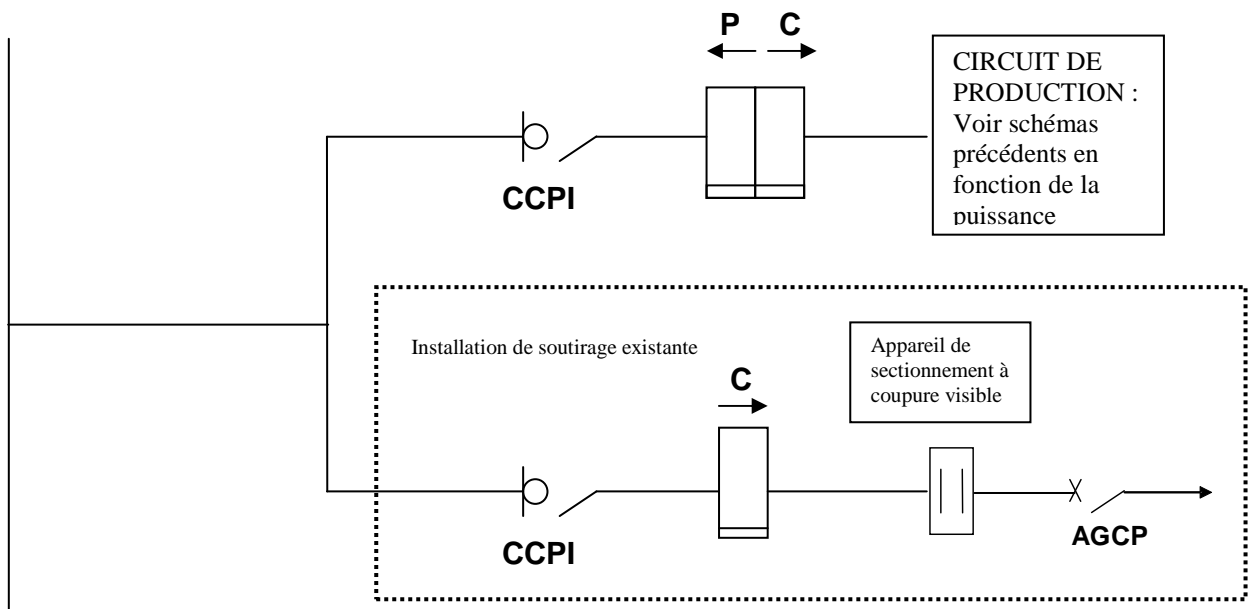 P C
CIRCUIT DE
PRODUCTION :
Voir schémas
précédents en
fonction de la
puissance
CCPI
Installation de soutirage existante
Appareil de
sectionnement à
coupure visible
C
CCPI
AGCP